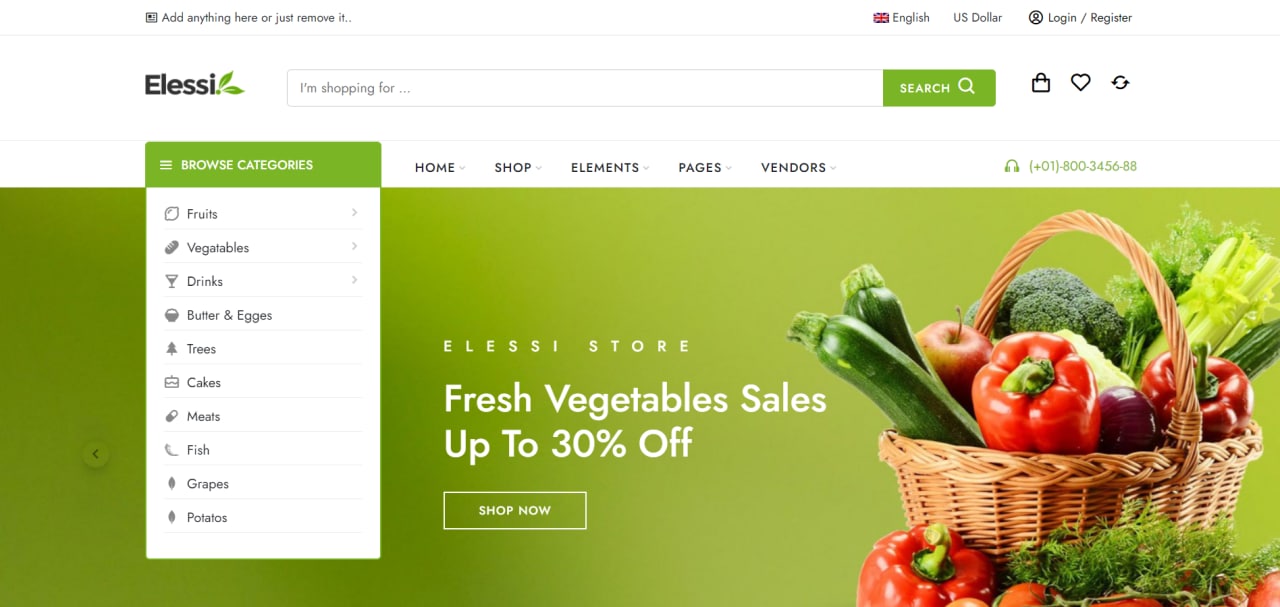 Add anything here or just remove it..
English
US Dollar
Login / Register
Elessi
I'm shopping for ...
SEARCH
BROWSE CATEGORIES
HOME
SHOP
ELEMENTS
PAGES
VENDORS
(+01)-800-3456-88
Fruits
Vegatables
Drinks
Butter & Egges
Trees
Cakes
Meats
Fish
Grapes
Potatos
ELESSI STORE
Fresh Vegetables Sales
Up To 30% Off
SHOP NOW